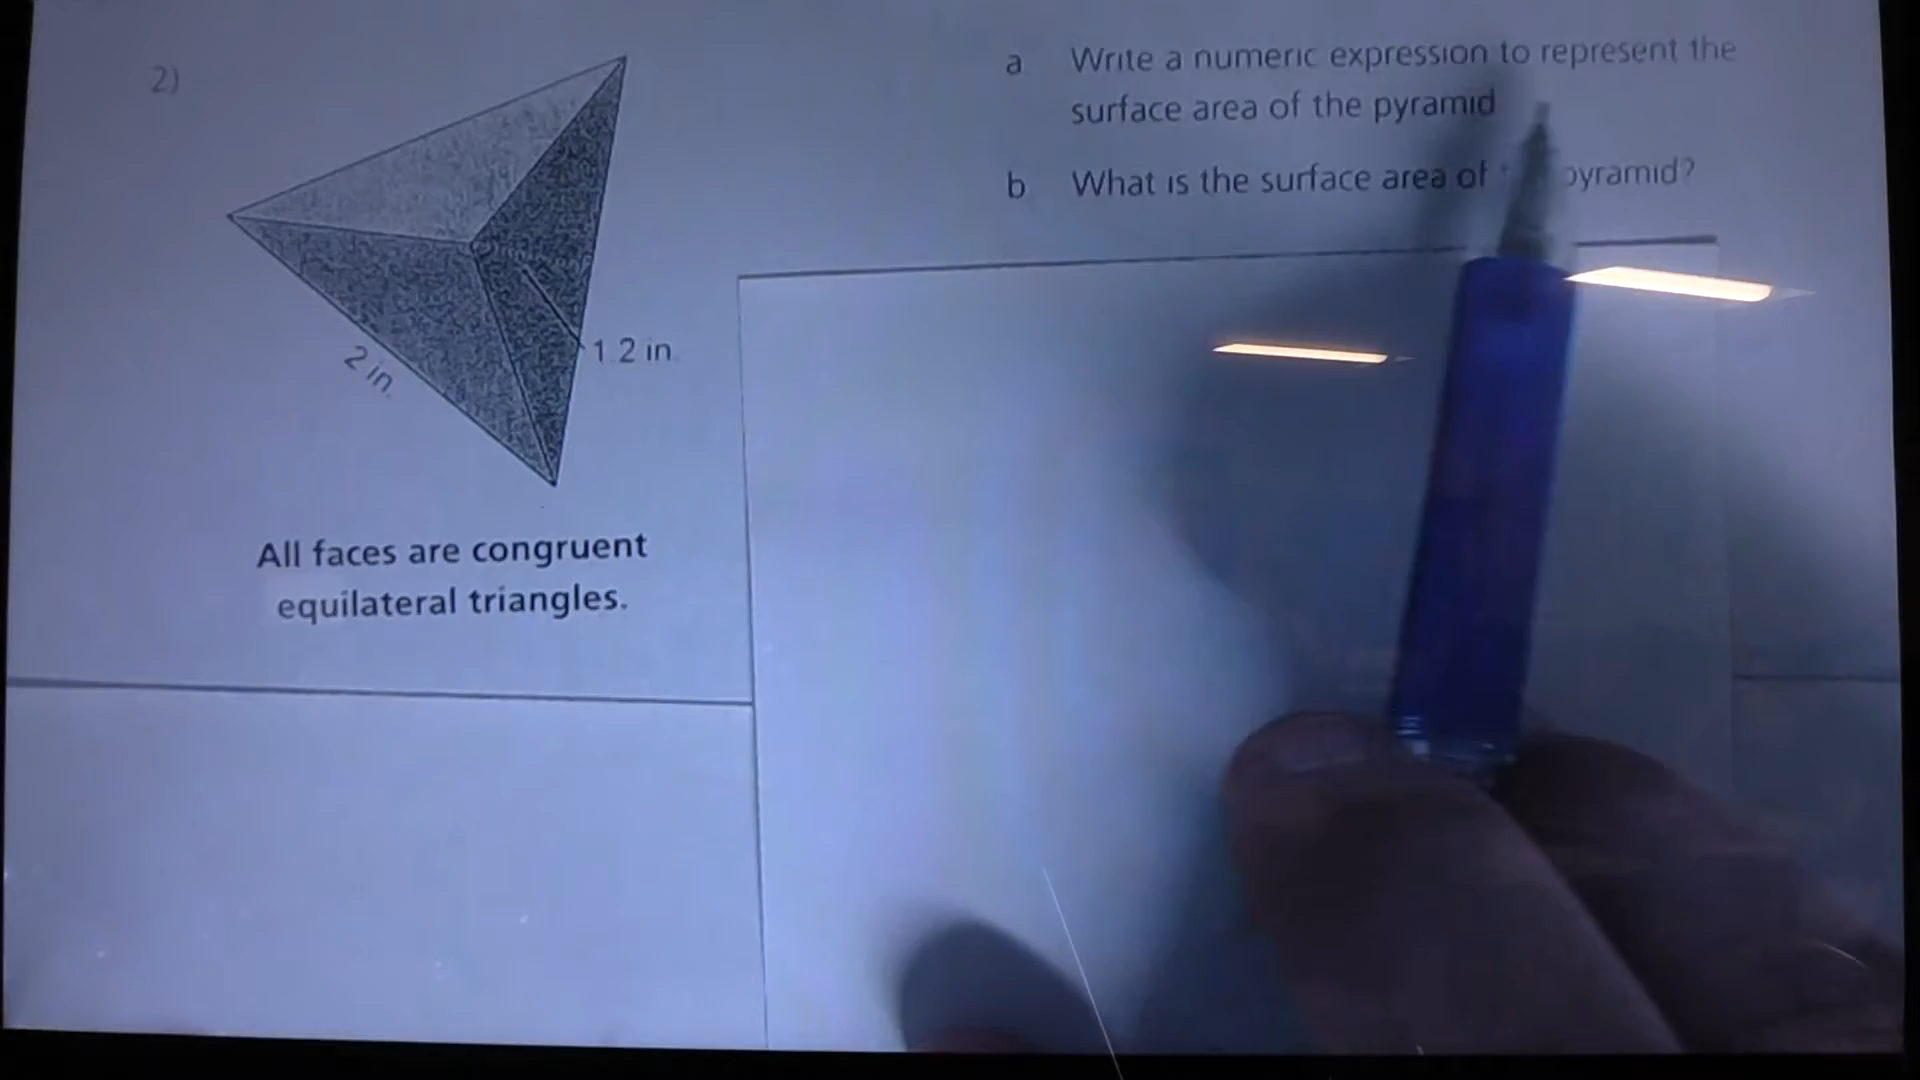 2)
a Write a numeric expression to represent the
surface area of the pyramid
b What is the surface area of pyramid?
2 in.
1.2 in.
All faces are congruent
equilateral triangles.